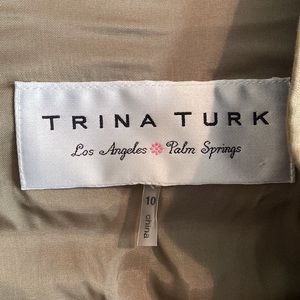 TRINA TURK
Los Angeles Palm Springs
10
china